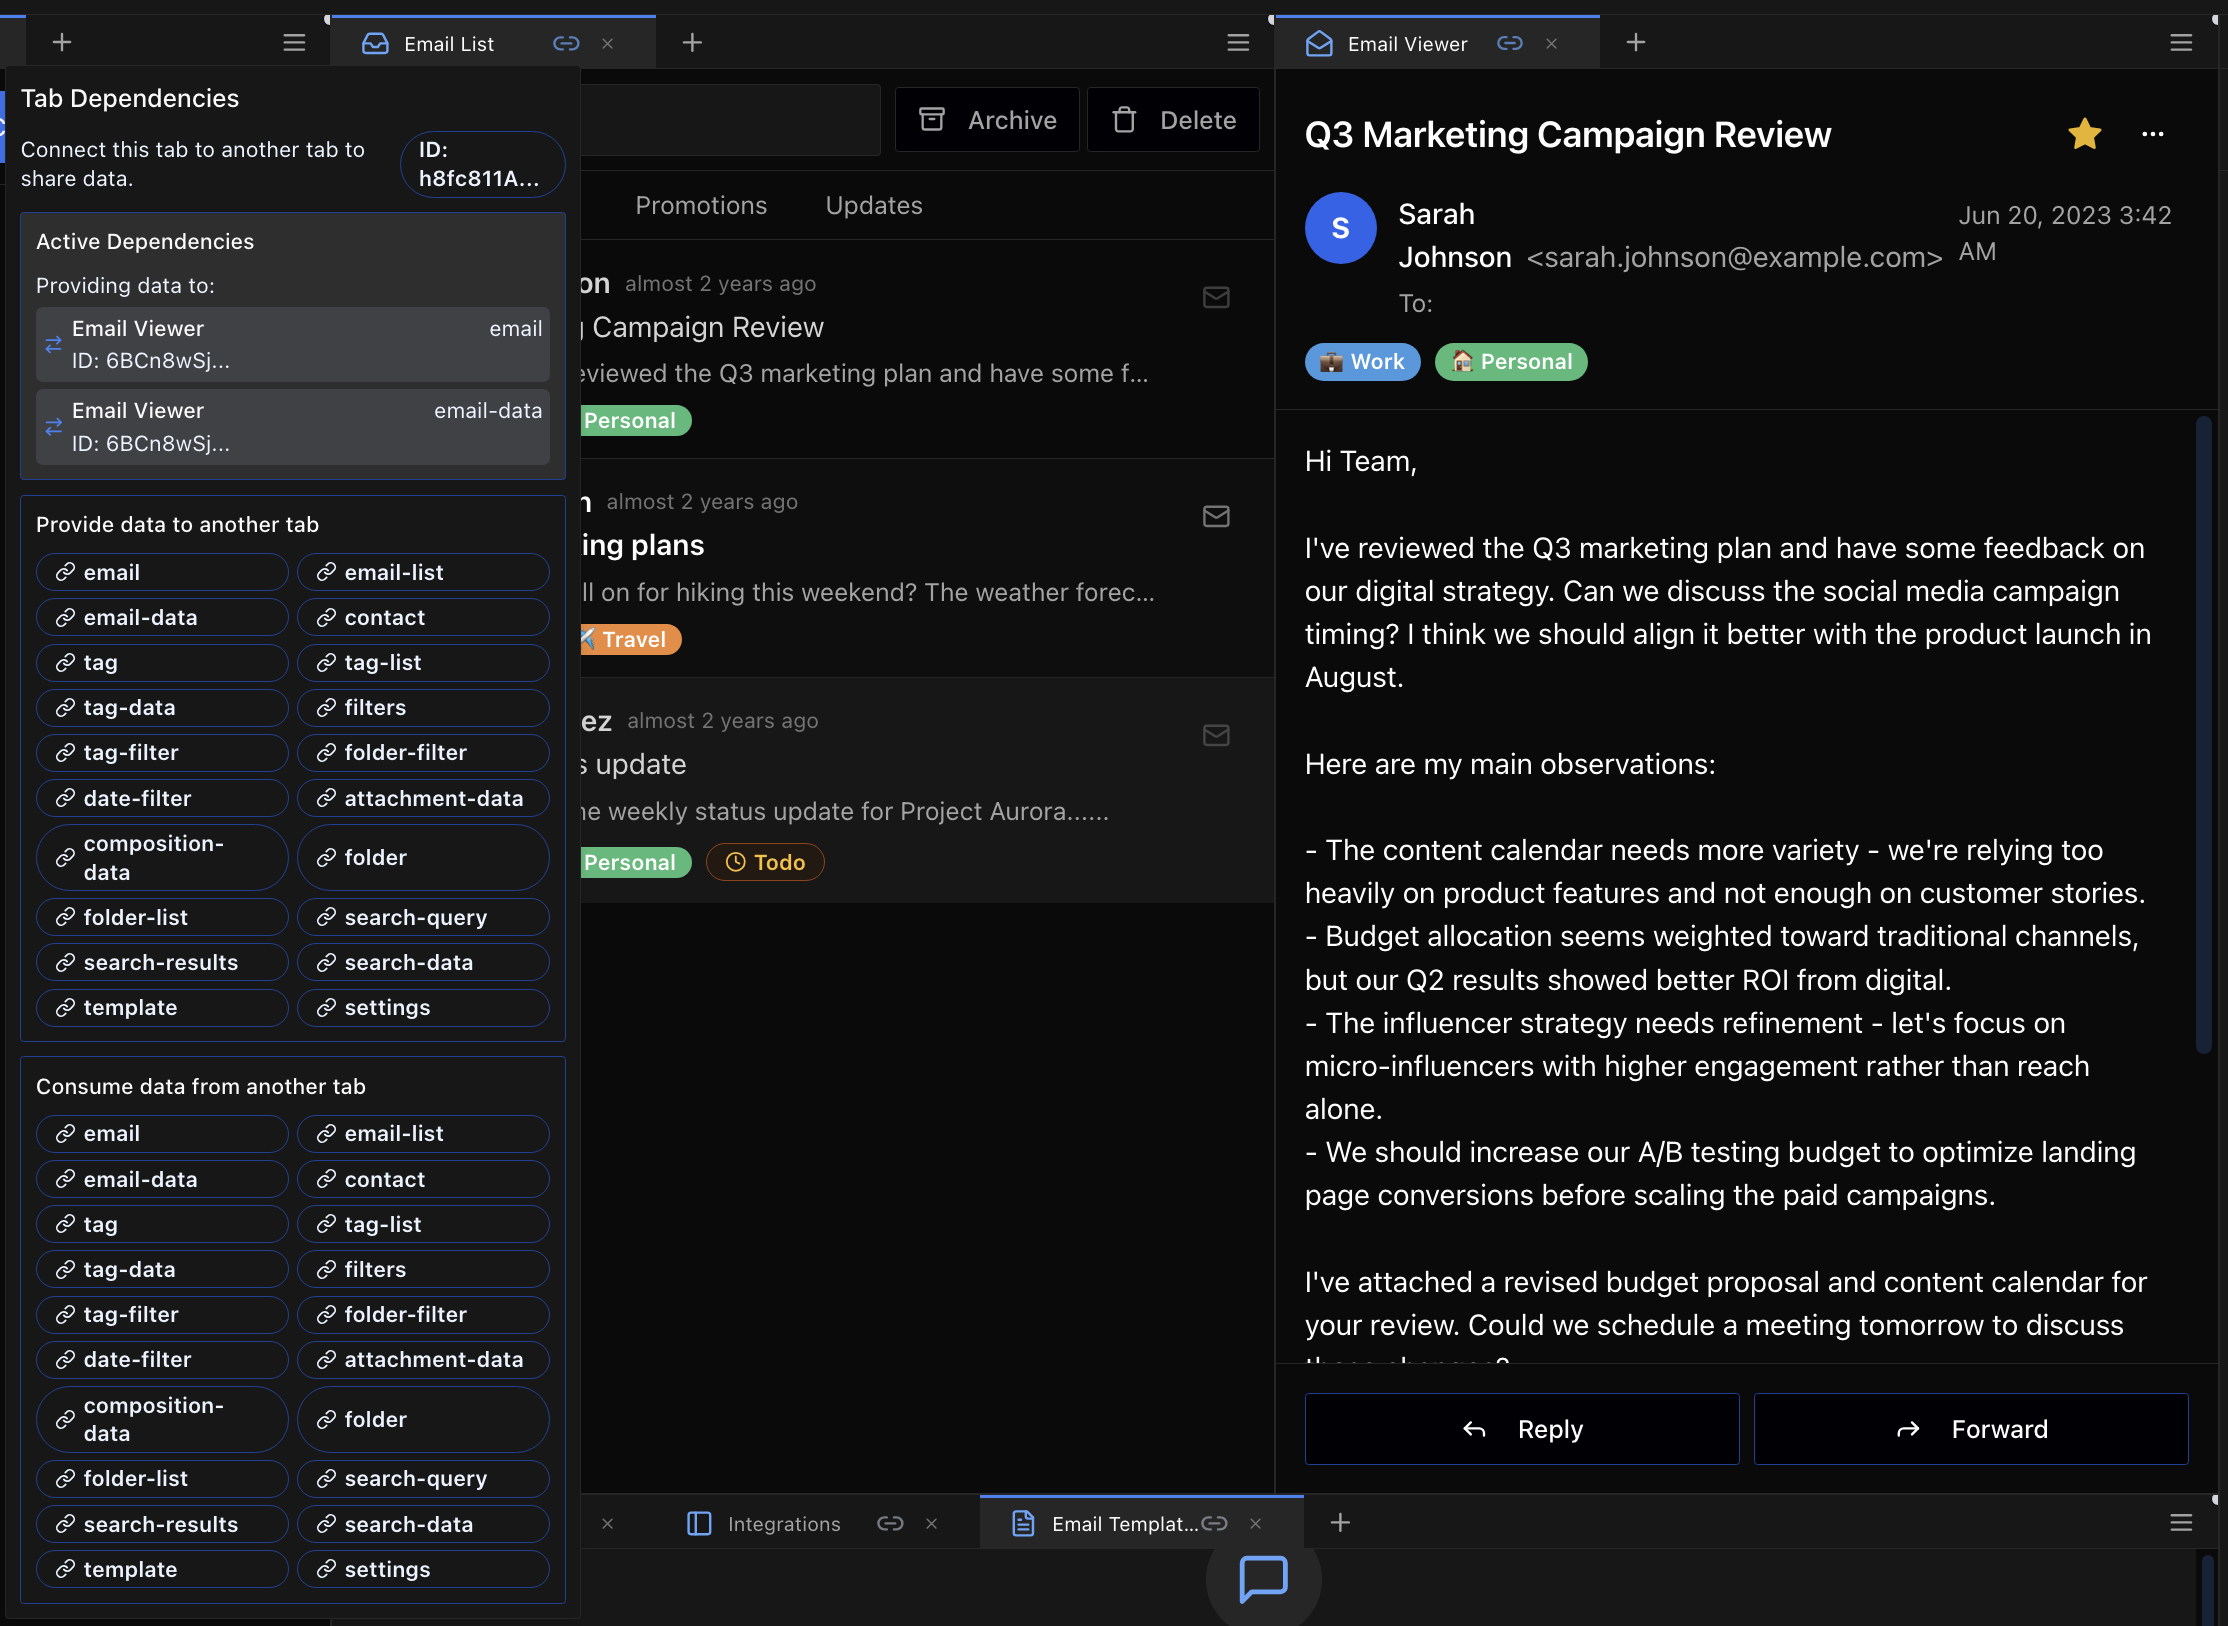 Email List
Email Viewer
Tab Dependencies
Connect this tab to another tab to
share data.
ID:
h8fc811A...
Active Dependencies
Providing data to:
Email Viewer
email
ID: 6BCn8wSj...
Email Viewer
email-data
ID: 6BCn8wSj...
Provide data to another tab
email
email-list
email-data
contact
tag
tag-list
tag-data
filters
tag-filter
folder-filter
date-filter
attachment-data
composition-
data
folder
folder-list
search-query
search-results
search-data
template
settings
Consume data from another tab
email
email-list
email-data
contact
tag
tag-list
tag-data
filters
tag-filter
folder-filter
date-filter
attachment-data
composition-
data
folder
folder-list
search-query
search-results
search-data
template
settings
Archive
Delete
Promotions
Updates
on almost 2 years ago
Campaign Review
eviewed the Q3 marketing plan and have some f...
Personal
almost 2 years ago
ing plans
ll on for hiking this weekend? The weather forec...
Travel
ez almost 2 years ago
s update
he weekly status update for Project Aurora......
Personal
Todo
Q3 Marketing Campaign Review
S
Sarah
Johnson <sarah.johnson@example.com>
Jun 20, 2023 3:42
AM
To:
Work
Personal
Hi Team,
I've reviewed the Q3 marketing plan and have some feedback on
our digital strategy. Can we discuss the social media campaign
timing? I think we should align it better with the product launch in
August.
Here are my main observations:
- The content calendar needs more variety - we're relying too
heavily on product features and not enough on customer stories.
- Budget allocation seems weighted toward traditional channels,
but our Q2 results showed better ROI from digital.
- The influencer strategy needs refinement - let's focus on
micro-influencers with higher engagement rather than reach
alone.
- We should increase our A/B testing budget to optimize landing
page conversions before scaling the paid campaigns.
I've attached a revised budget proposal and content calendar for
your review. Could we schedule a meeting tomorrow to discuss
Reply
Forward
Integrations
Email Templat...